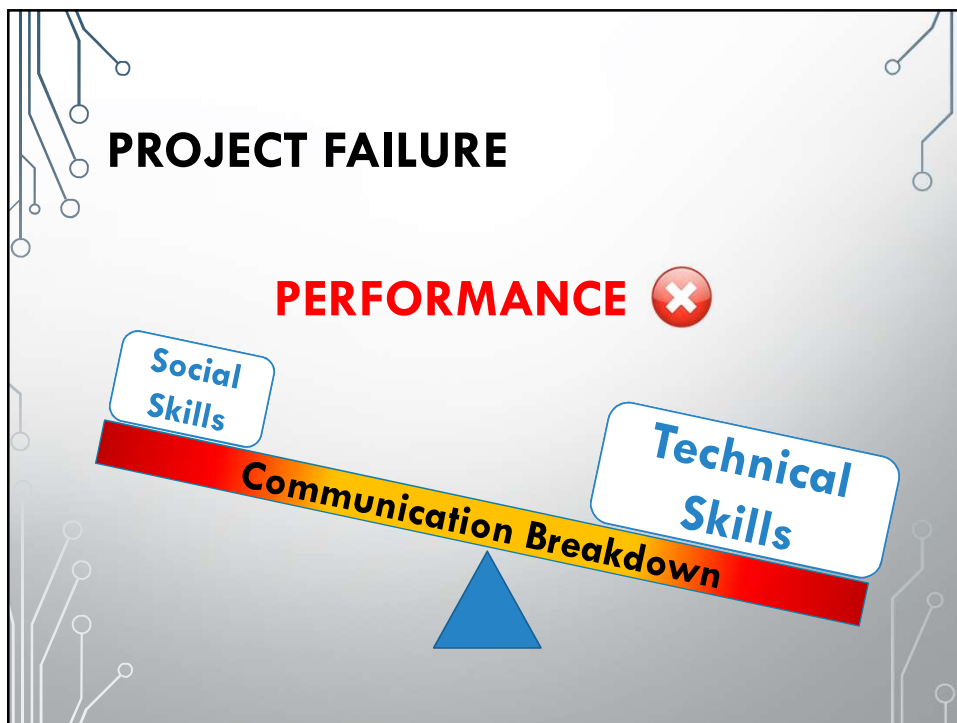 PROJECT FAILURE
PERFORMANCE
Social
Skills
Technical
Skills
Communication Breakdown